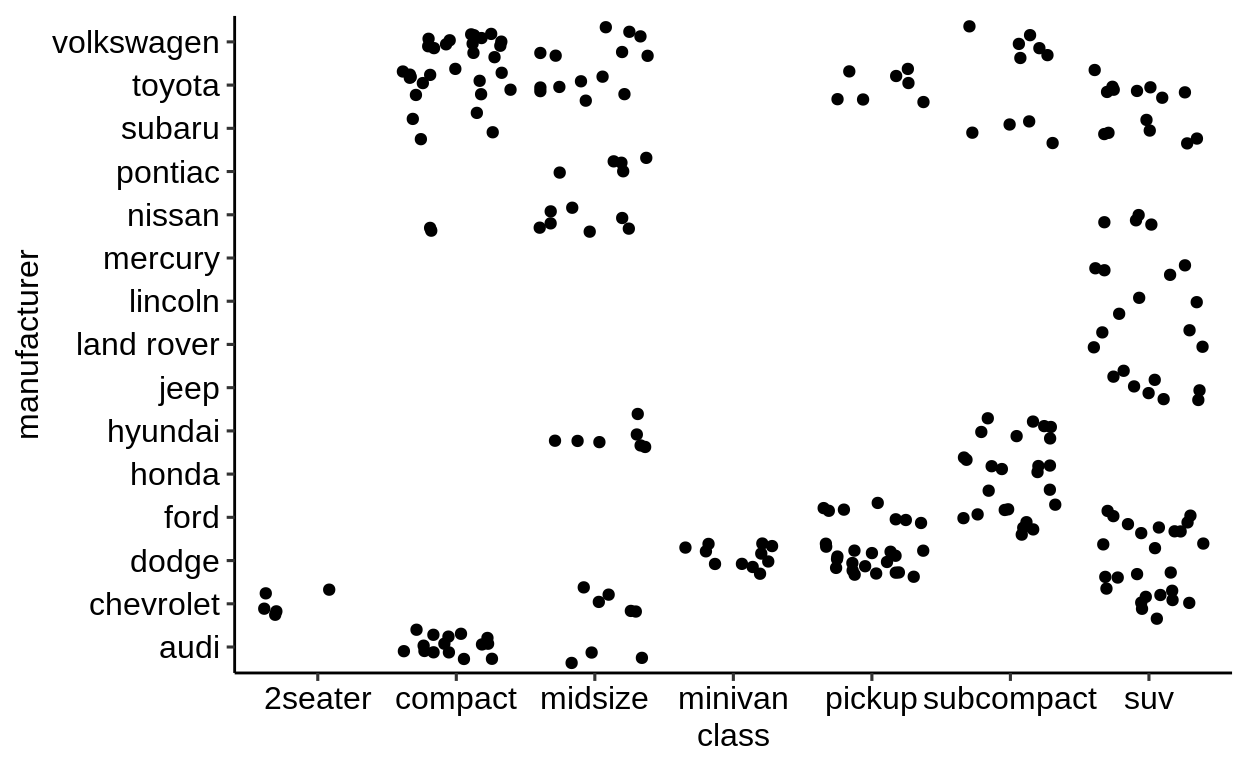 volkswagen
toyota
subaru
pontiac
nissan
mercury
lincoln
land rover
jeep
hyundai
honda
ford
dodge
chevrolet
audi
manufacturer
2seater compact midsize minivan pickup subcompact suv
class